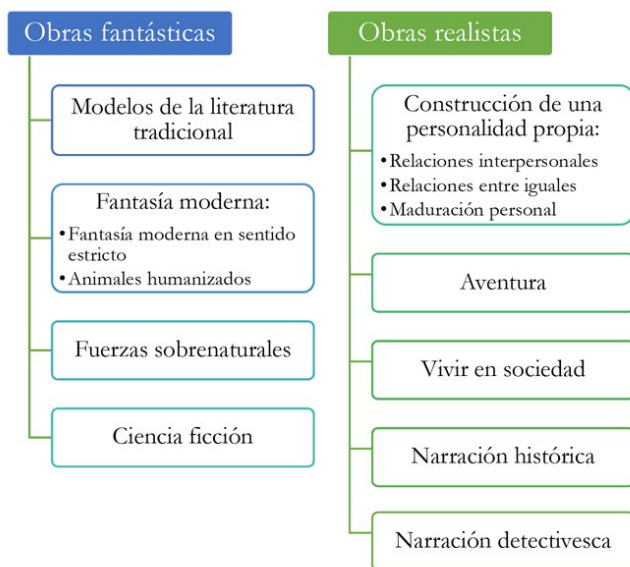 Obras fantásticas
Modelos de la literatura
tradicional
Fantasía moderna:
•Fantasía moderna en sentido
estricto
•Animales humanizados
Fuerzas sobrenaturales
Ciencia ficción
Obras realistas
Construcción de una
personalidad propia:
•Relaciones interpersonales
•Relaciones entre iguales
•Maduración personal
Aventura
Vivir en sociedad
Narración histórica
Narración detectivesca